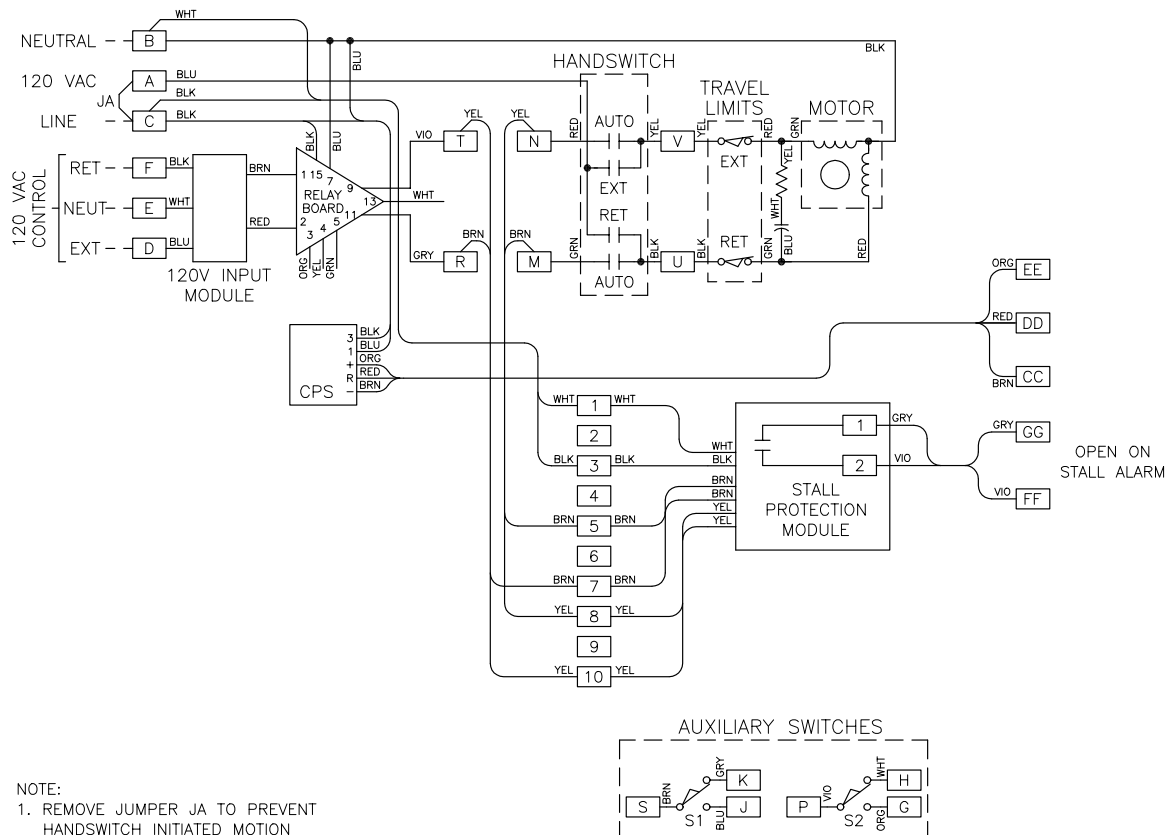 WHT
NEUTRAL B
BLU
BLK
120 VAC A BLU
HANDSWITCH
JA
BLK
LINE C BLK
TRAVEL
LIMITS
MOTOR
AUTO
YEL YEL
VIO T N RED YEL V YEL RED GRN
EXT EXT
YEL
BLK BLU
120 VAC
CONTROL
RET F BLK BRN
NEUT E WHT
EXT D BLU RED
1 15 7 9
RELAY
BOARD
13 WHT
2 11
3 4 5
ORG YEL GRN
120V INPUT
MODULE
RET
WHT
BRN BRN
GRY R M GRN BLK U BLK RET GRN BLU RED
AUTO
ORG EE
RED DD
BRN CC
3 BLK
1 BLU
+ ORG
R RED
- BRN
CPS
WHT 1 WHT
2
BLK 3 BLK
4
BRN 5 BRN
6
BRN 7 BRN
YEL 8 YEL
9
YEL 10 YEL
WHT
BLK
BRN
BRN
YEL
YEL
1 GRY
2 VIO
STALL
PROTECTION
MODULE
GRY GG
VIO FF
OPEN ON
STALL ALARM
AUXILIARY SWITCHES
S BRN S1 GRY K
BLU J
P VIO S2 WHT H
ORG G
NOTE:
1. REMOVE JUMPER JA TO PREVENT
HANDSWITCH INITIATED MOTION